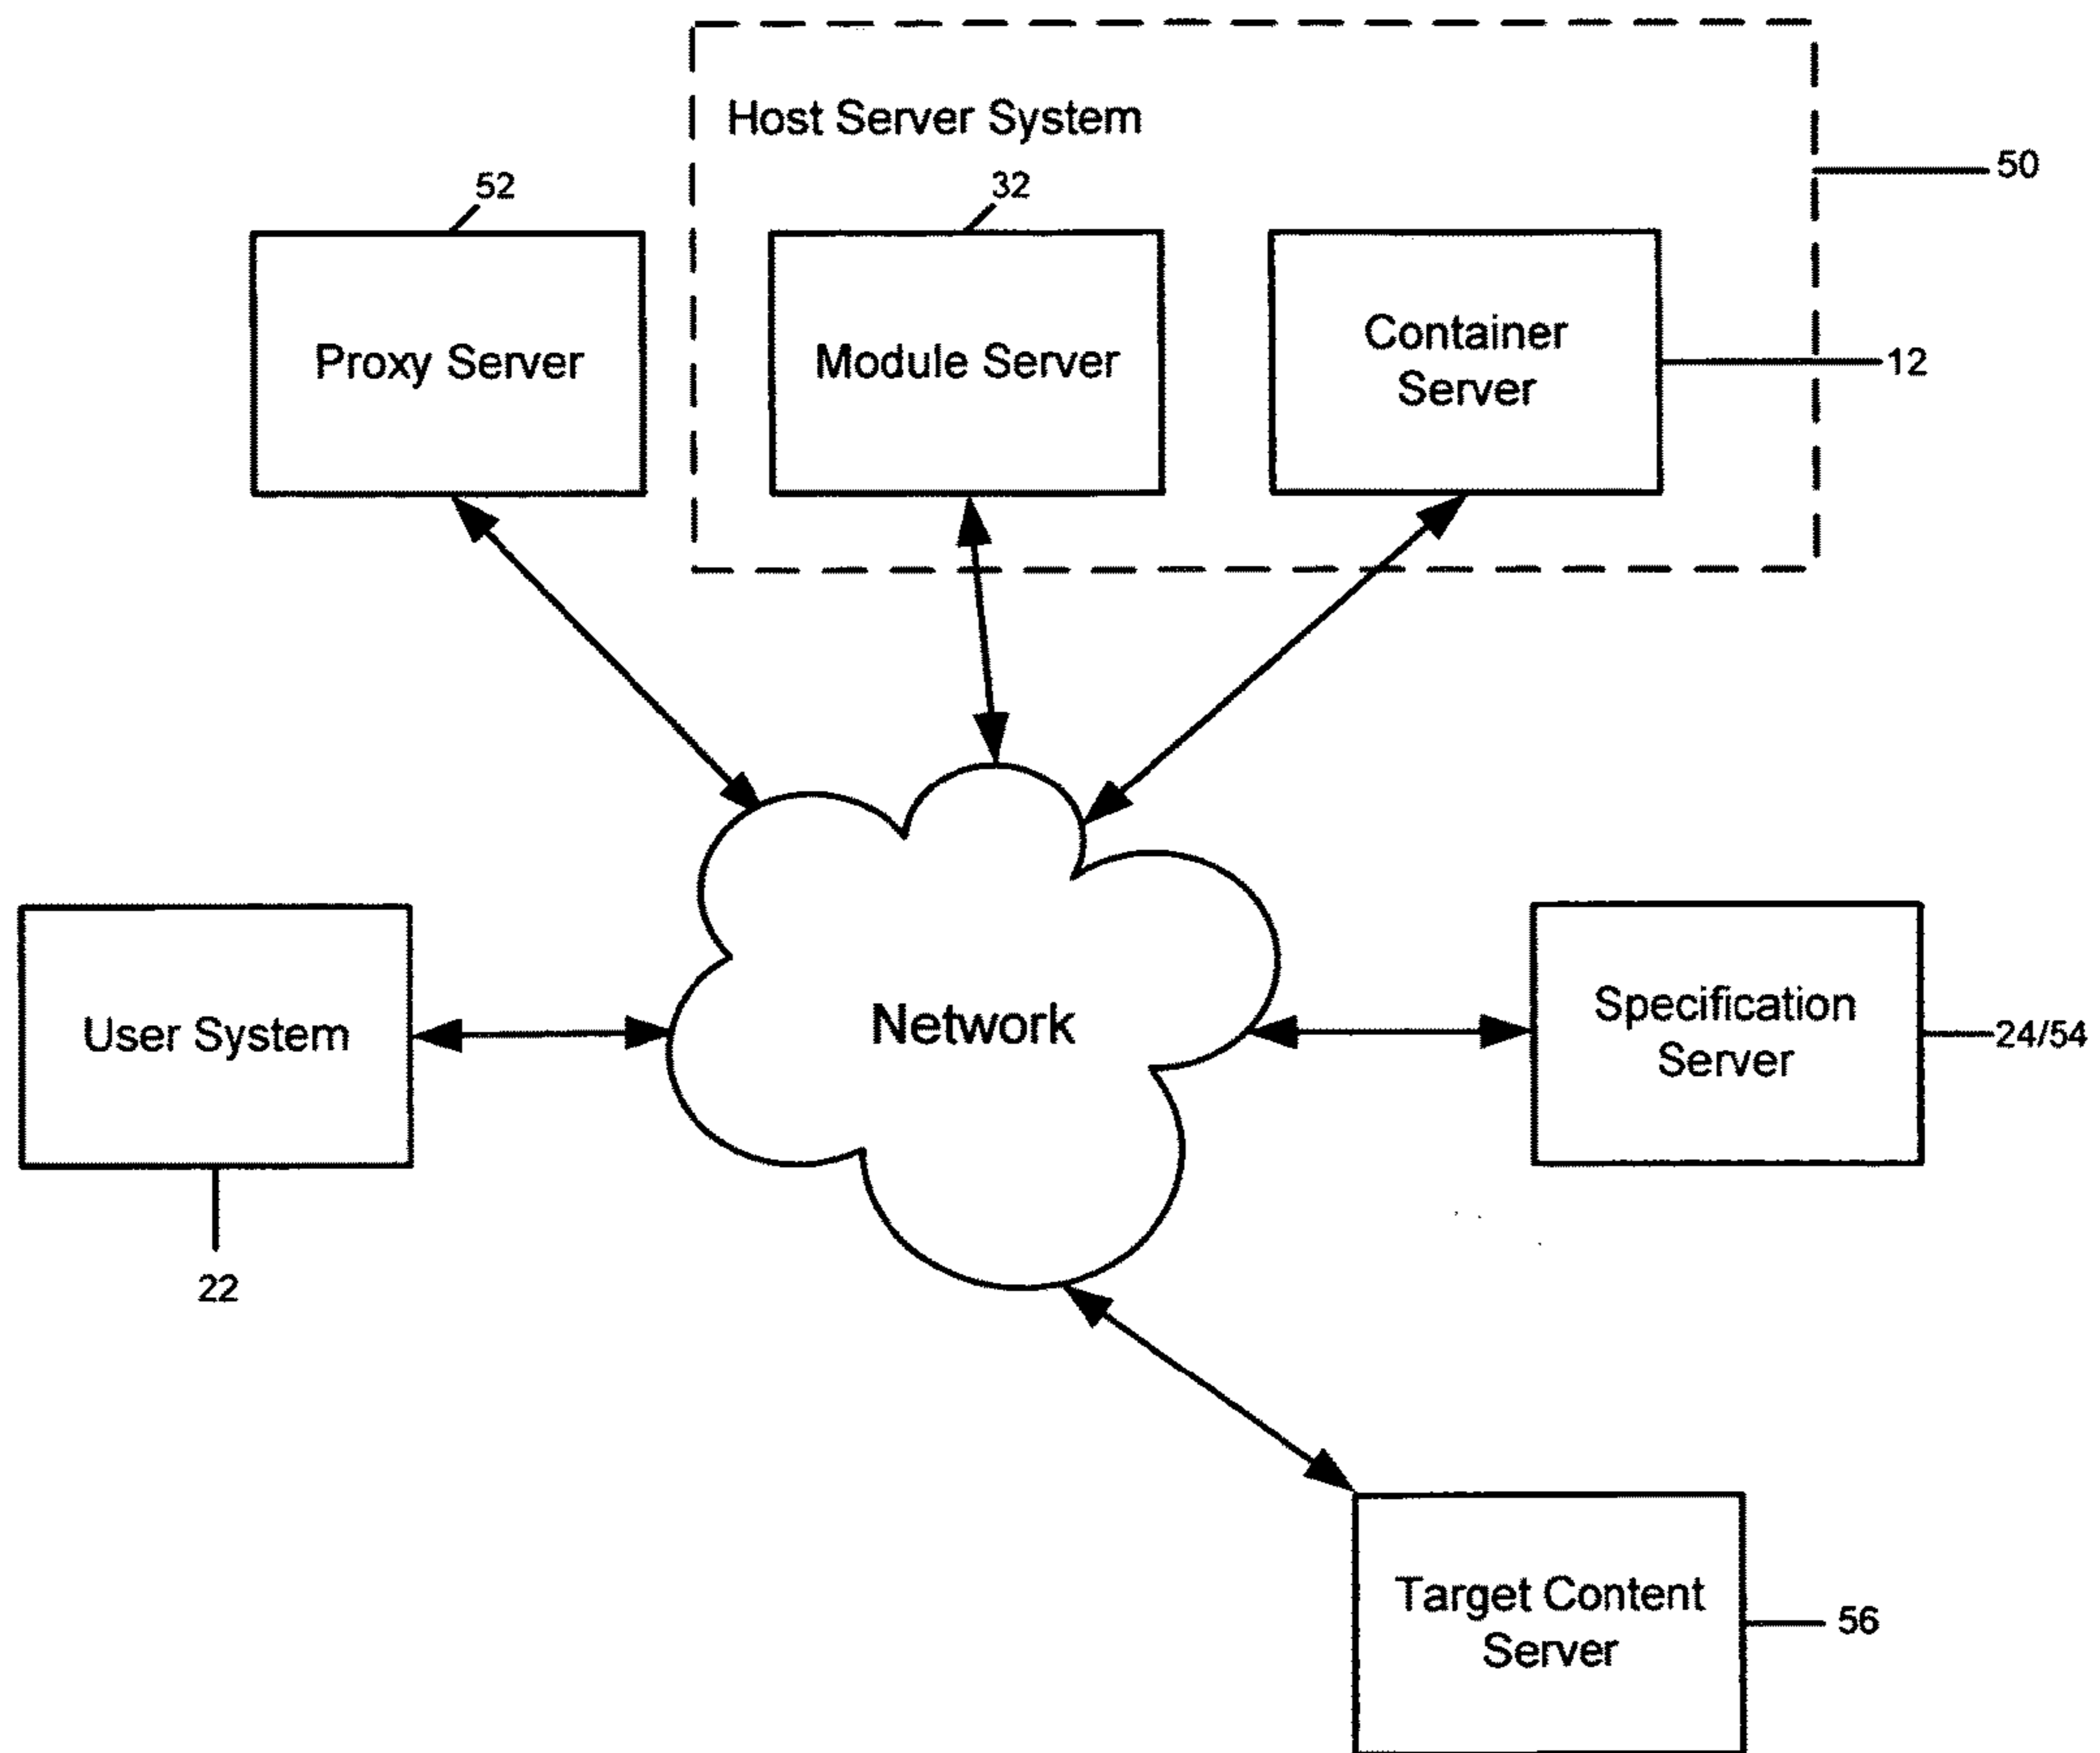 Host Server System
50
52
32
Proxy Server
Module Server
Container
Server
12
User System
Network
Specification
Server
24/54
22
Target Content
Server
56